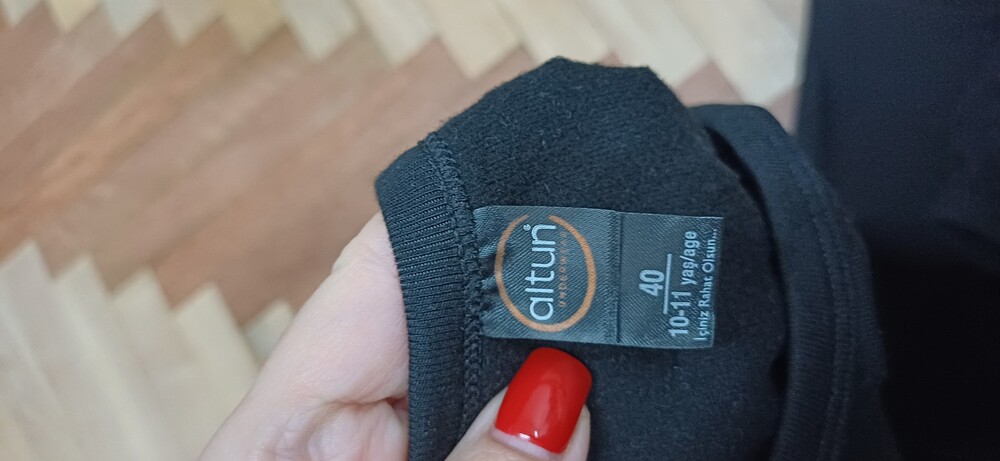 altun
UNDERWEAR
40
10-11 yaş/age
İçiniz Rahat Olsun...